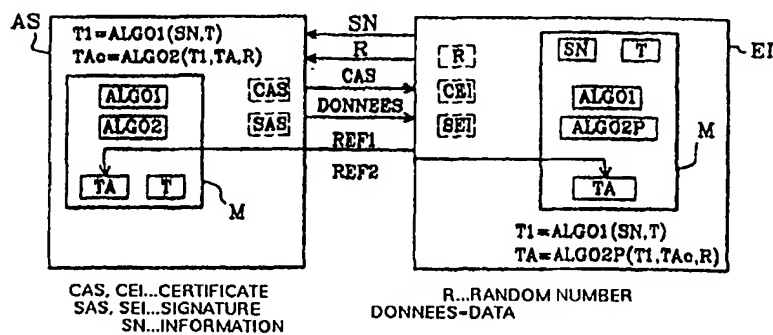 AS
T1=ALGO1(SN,T)
TAc=ALGO2(T1,TA,R)
ALGO1
ALGO2
TA
T
M
CAS
SAS
SN
R
CAS
DONNEES
REF1
REF2
R
CEI
SEI
SN
T
ALGO1
ALGO2P
TA
EI
M
T1=ALGO1(SN,T)
TA=ALGO2P(T1,TAc,R)
CAS, CEI...CERTIFICATE
SAS, SEI...SIGNATURE
SN...INFORMATION
R...RANDOM NUMBER
DONNEES=DATA